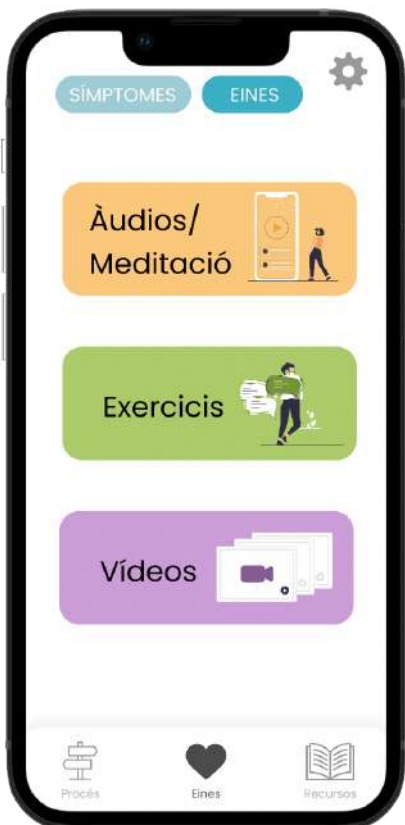 SÍMPTOMES
EINES
Àudios/
Meditació
Exercicis
Vídeos
Procés
Eines
Recursos